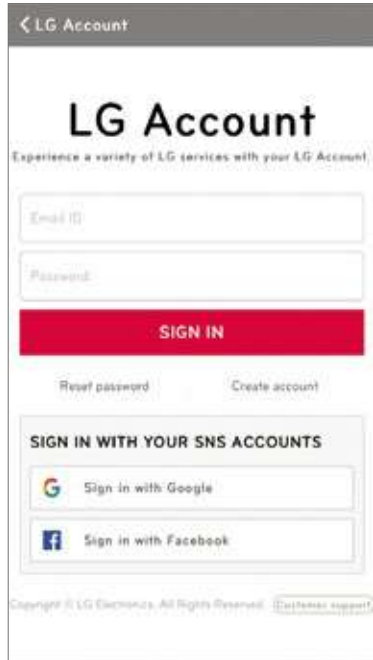 LG Account
LG Account
Experience a variety of LG services with your LG Account.
Email ID
Password
SIGN IN
Reset password
Create account
SIGN IN WITH YOUR SNS ACCOUNTS
Sign in with Google
Sign in with Facebook
Copyright © LG Electronics. All Rights Reserved. Customer support